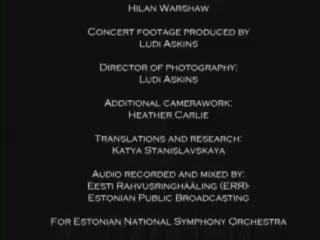 Hilan Warshaw
Concert footage produced by
Ludi Askins
Director of photography:
Ludi Askins
Additional camerawork:
Heather Carlie
Translations and research:
Katya Stanislavskaya
Audio recorded and mixed by:
Eesti Rahvusringhääling (ERR)-
Estonian Public Broadcasting
For Estonian National Symphony Orchestra